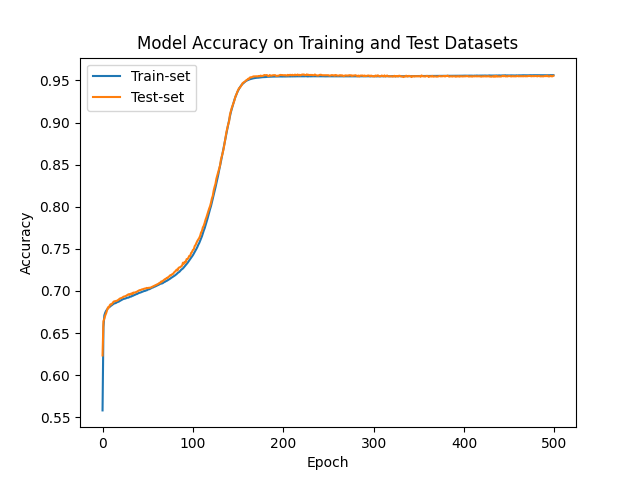 Model Accuracy on Training and Test Datasets
Train-set
Test-set
0.95
0.90
0.85
0.80
0.75
0.70
0.65
0.60
0.55
Accuracy
0 100 200 300 400 500
Epoch